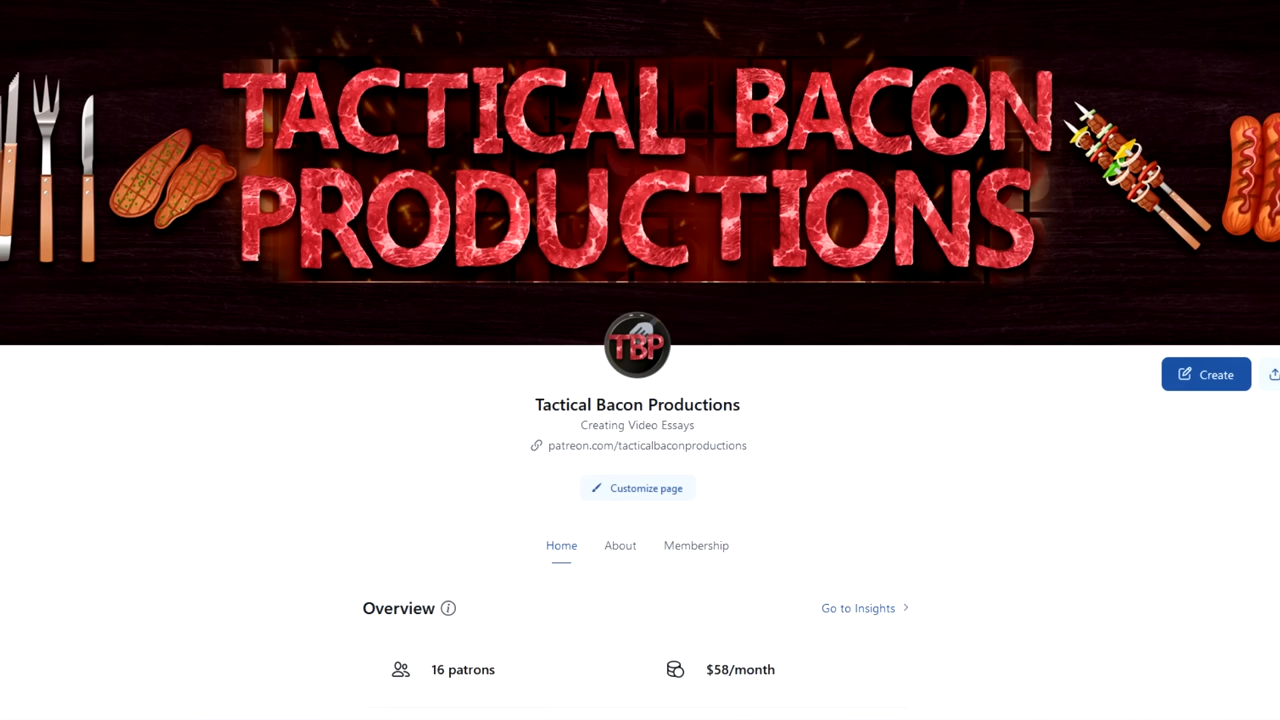 TACTICAL BACON
PRODUCTIONS
TBP
Create
Tactical Bacon Productions
Creating Video Essays
patreon.com/tacticalbaconproductions
Customize page
Home About Membership
Overview Go to Insights
16 patrons $58/month